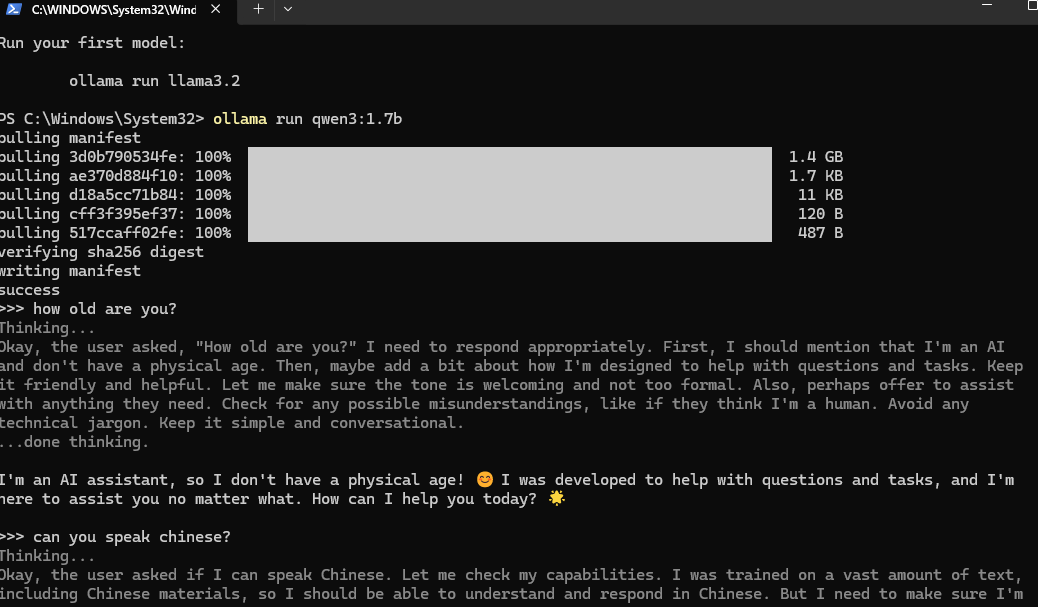 C:\WINDOWS\System32\Wind
Run your first model:
ollama run llama3.2
PS C:\Windows\System32> ollama run qwen3:1.7b
pulling manifest
pulling 3d0b790534fe: 100% 1.4 GB
pulling ae370d884f10: 100% 1.7 KB
pulling d18a5cc71b84: 100% 11 KB
pulling cff3f395ef37: 100% 120 B
pulling 517ccaff02fe: 100% 487 B
verifying sha256 digest
writing manifest
success
>>> how old are you?
Thinking...
Okay, the user asked, "How old are you?" I need to respond appropriately. First, I should mention that I'm an AI
and don't have a physical age. Then, maybe add a bit about how I'm designed to help with questions and tasks. Keep
it friendly and helpful. Let me make sure the tone is welcoming and not too formal. Also, perhaps offer to assist
with anything they need. Check for any possible misunderstandings, like if they think I'm a human. Avoid any
technical jargon. Keep it simple and conversational.
...done thinking.
I'm an AI assistant, so I don't have a physical age! 😊 I was developed to help with questions and tasks, and I'm
here to assist you no matter what. How can I help you today? 🌟
>>> can you speak chinese?
Thinking...
Okay, the user asked if I can speak Chinese. Let me check my capabilities. I was trained on a vast amount of text,
including Chinese materials, so I should be able to understand and respond in Chinese. But I need to make sure I'm